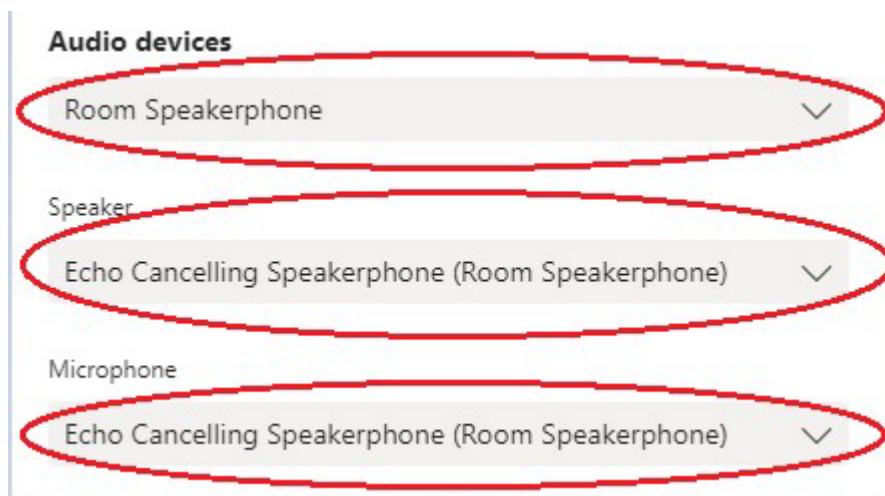 Audio devices
Room Speakerphone
Speaker
Echo Cancelling Speakerphone (Room Speakerphone)
Microphone
Echo Cancelling Speakerphone (Room Speakerphone)